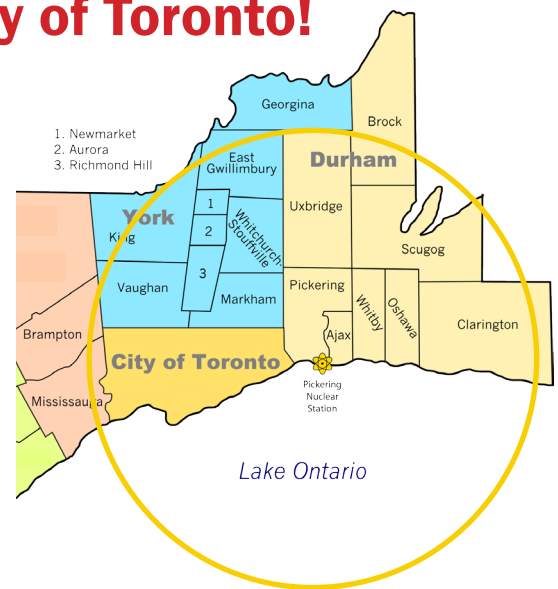 y of Toronto!
Georgina
Brock
1. Newmarket
2. Aurora
3. Richmond Hill
East
Gwillimbury
Durham
1
Uxbridge
York
2
King
Whitchurch-
Stouffville
Scugog
3
Vaughan
Pickering
Markham
Whitby
Oshawa
Clarington
Brampton
Ajax
City of Toronto
Pickering
Nuclear
Station
Mississauga
Lake Ontario